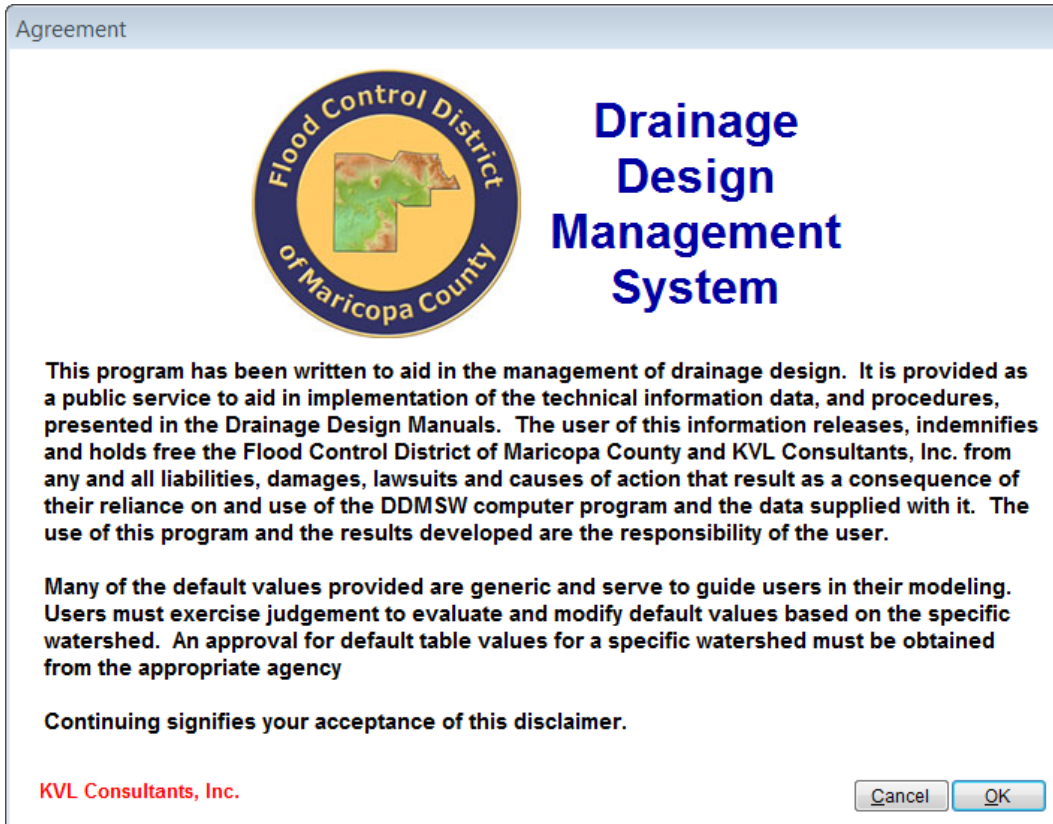 Agreement
Flood Control District
of Maricopa County
Drainage
Design
Management
System
This program has been written to aid in the management of drainage design.  It is provided as
a public service to aid in implementation of the technical information data, and procedures,
presented in the Drainage Design Manuals.  The user of this information releases, indemnifies
and holds free the Flood Control District of Maricopa County and KVL Consultants, Inc. from
any and all liabilities, damages, lawsuits and causes of action that result as a consequence of
their reliance on and use of the DDMSW computer program and the data supplied with it.  The
use of this program and the results developed are the responsibility of the user.
Many of the default values provided are generic and serve to guide users in their modeling.
Users must exercise judgement to evaluate and modify default values based on the specific
watershed.  An approval for default table values for a specific watershed must be obtained
from the appropriate agency
Continuing signifies your acceptance of this disclaimer.
KVL Consultants, Inc.
Cancel
OK